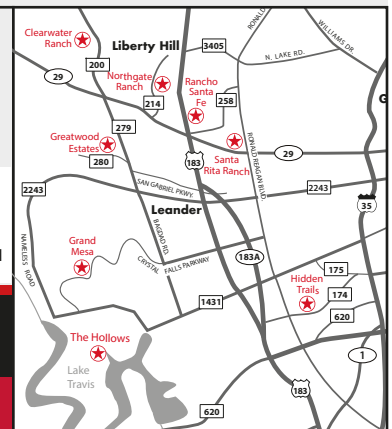 Clearwater
Ranch
Liberty Hill
RONALD
WILLIAMS DR.
3405
N. LAKE RD.
200
29
Northgate
Ranch
Rancho
Santa
Fe
214
258
G
279
Greatwood
Estates
280
183
Santa
Rita Ranch
RONALD REAGAN BLVD.
29
SAN GABRIEL PKWY.
2243
2243
35
Leander
NAMELESS ROAD
BAGDAD RD.
Grand
Mesa
CRYSTAL FALLS PARKWAY
183A
175
Hidden
Trails
174
1431
620
The Hollows
Lake
Travis
1
183
620